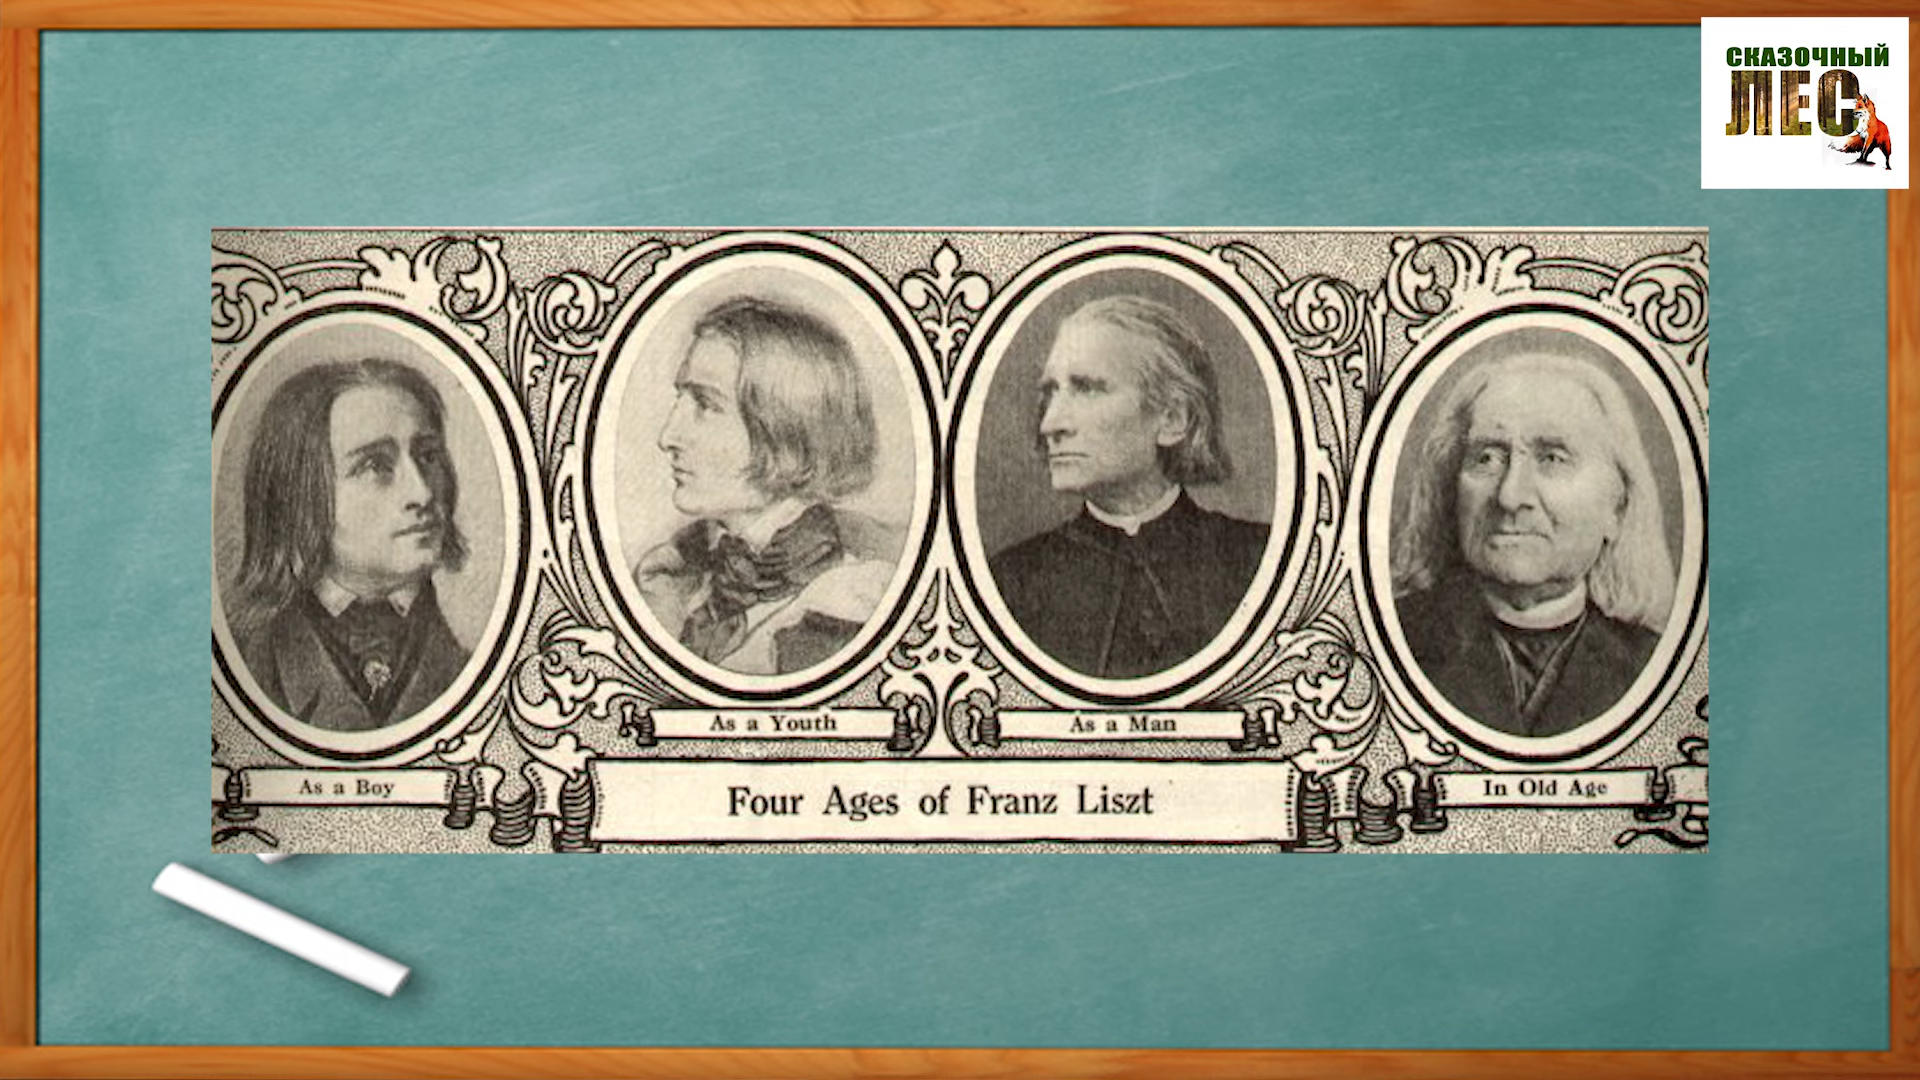 СКАЗОЧНЫЙ
ЛЕС
As a Boy
As a Youth
As a Man
In Old Age
Four Ages of Franz Liszt